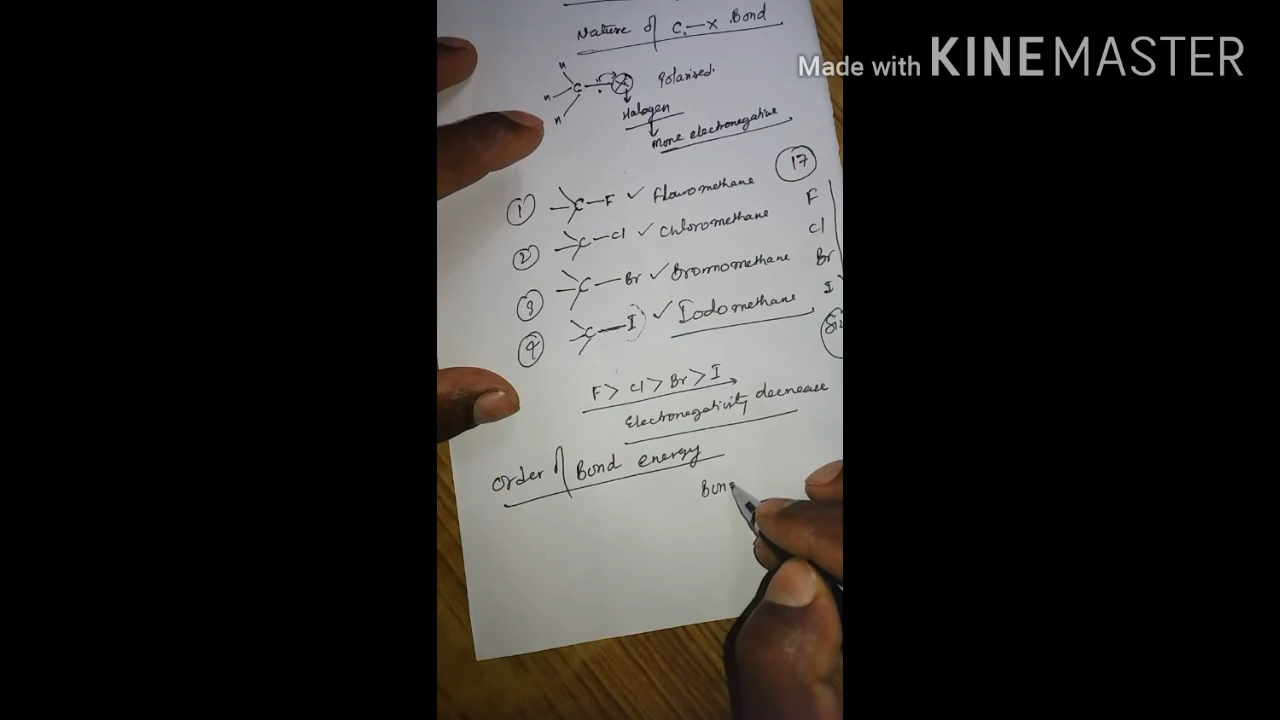 Made with KINEMASTER
Nature of C—X Bond
H
H C X Polarised.
H
Halogen
more electronegative
17
1 C—F ✓ Flouromethane F
2 C—Cl ✓ Chloromethane Cl
3 C—Br ✓ Bromomethane Br
4 C—I ✓ Iodomethane I
F > Cl > Br > I
Electronegativity decrease
Order of Bond energy
Bon